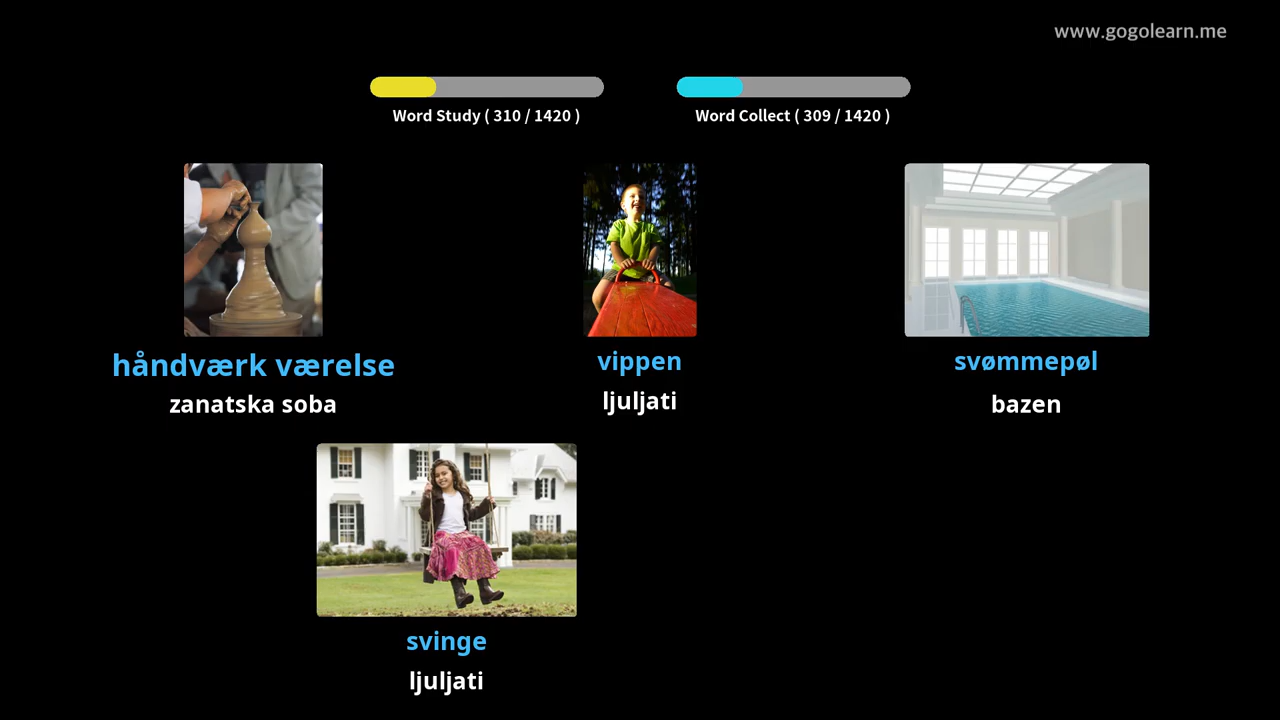 www.gogolearn.me
Word Study ( 310 / 1420 )
Word Collect ( 309 / 1420 )
håndværk værelse
zanatska soba
vippen
ljuljati
svømmepøl
bazen
svinge
ljuljati